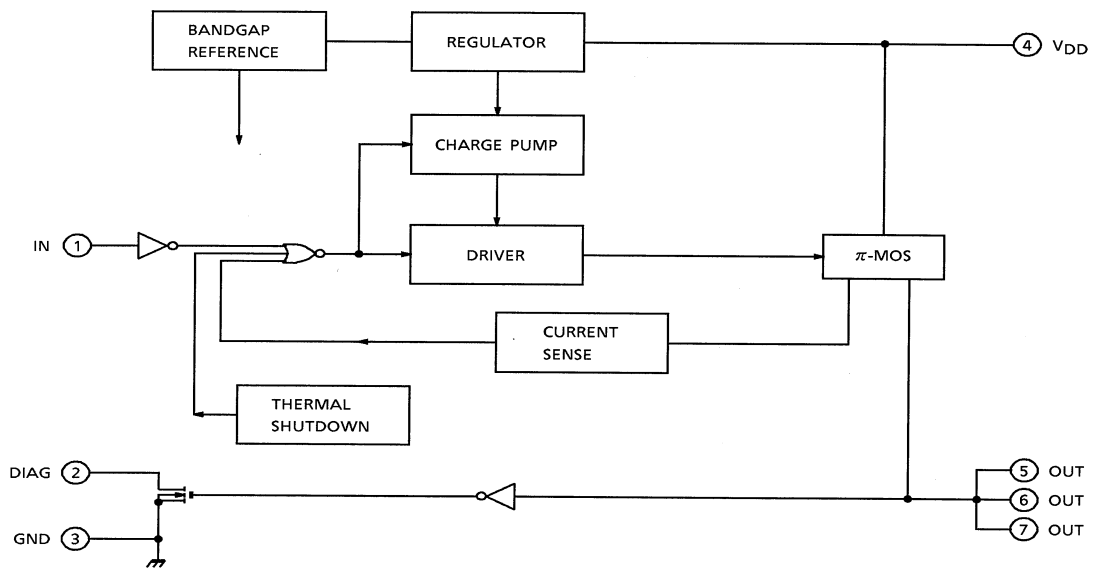 BANDGAP
REFERENCE
REGULATOR
4 VDD
CHARGE PUMP
IN 1
DRIVER
π-MOS
CURRENT
SENSE
THERMAL
SHUTDOWN
DIAG 2
5 OUT
6 OUT
7 OUT
GND 3